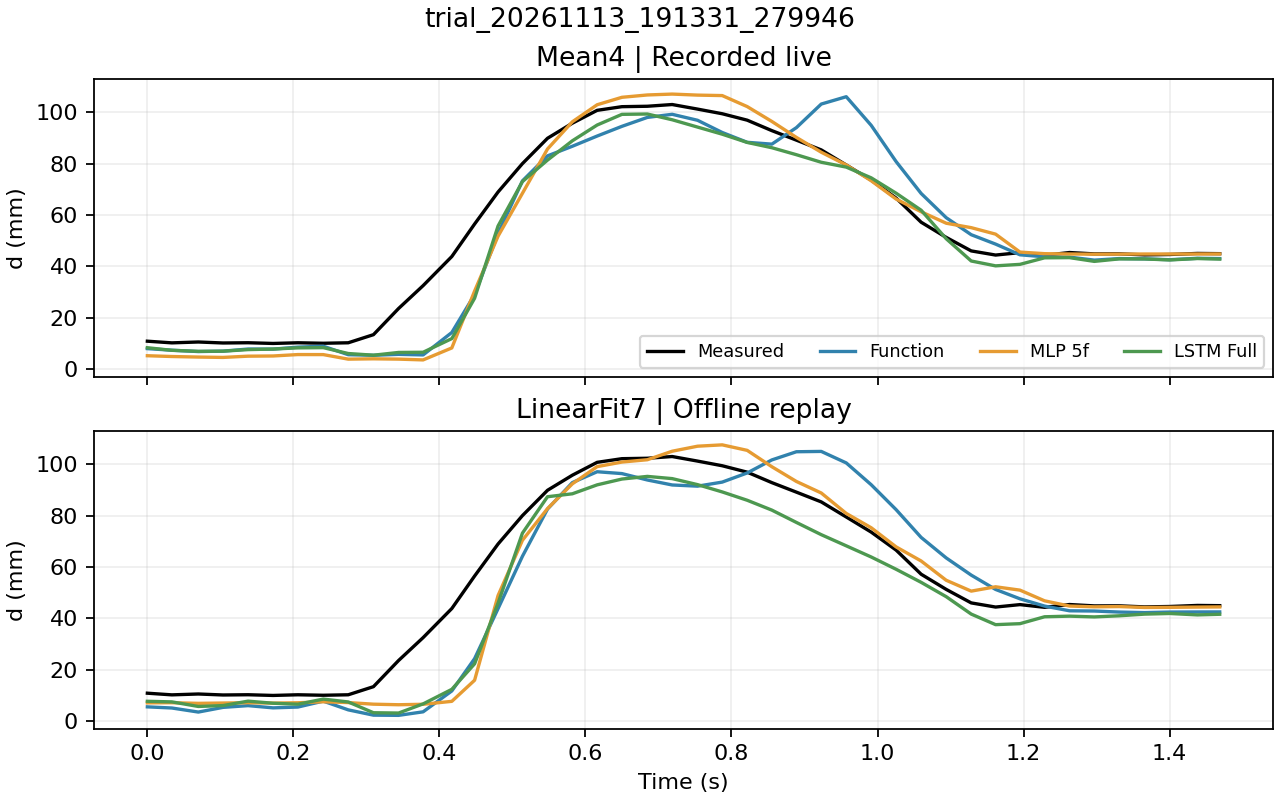 trial_20261113_191331_279946
Mean4 | Recorded live
100
80
60
40
20
0
d (mm)
Measured Function MLP 5f LSTM Full
LinearFit7 | Offline replay
100
80
60
40
20
0
d (mm)
0.0 0.2 0.4 0.6 0.8 1.0 1.2 1.4
Time (s)